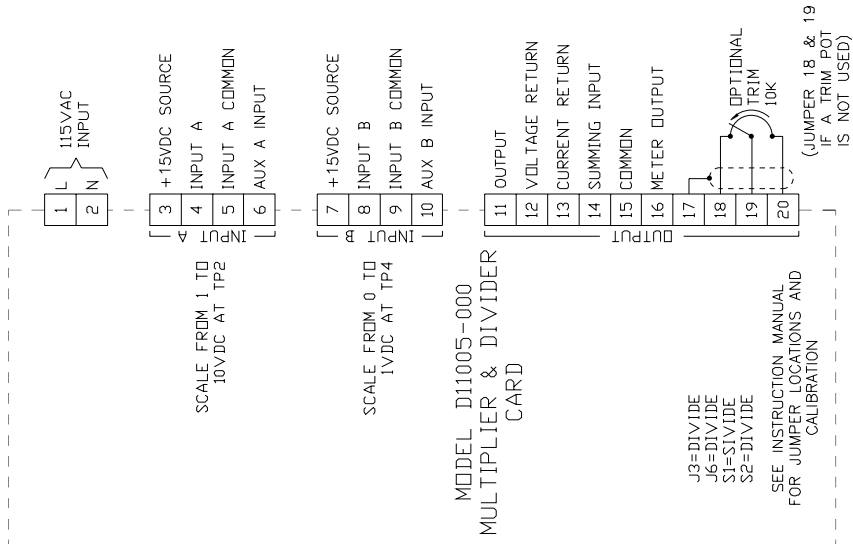 1 L
2 N
115VAC
INPUT
INPUT A
3 +15VDC SOURCE
4 INPUT A
5 INPUT A COMMON
6 AUX A INPUT
SCALE FROM 1 TO
10VDC AT TP2
INPUT B
7 +15VDC SOURCE
8 INPUT B
9 INPUT B COMMON
10 AUX B INPUT
SCALE FROM 0 TO
1VDC AT TP4
MODEL D11005-000
MULTIPLIER & DIVIDER
CARD
OUTPUT
11 OUTPUT
12 VOLTAGE RETURN
13 CURRENT RETURN
14 SUMMING INPUT
15 COMMON
16 METER OUTPUT
17
18
19
20
OPTIONAL
TRIM
10K
(JUMPER 18 & 19
IF A TRIM POT
IS NOT USED)
J3=DIVIDE
J6=DIVIDE
S1=SIVIDE
S2=DIVIDE
SEE INSTRUCTION MANUAL
FOR JUMPER LOCATIONS AND
CALIBRATION